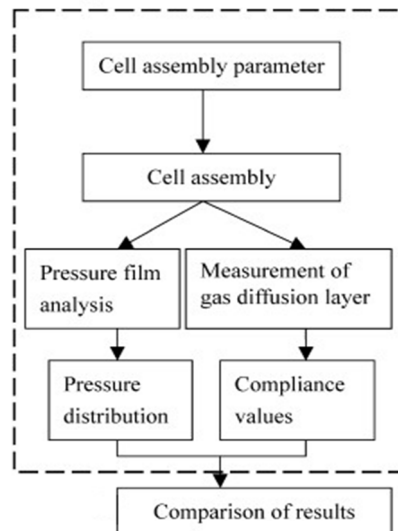 Cell assembly parameter
Cell assembly
Pressure film
analysis
Measurement of
gas diffusion layer
Pressure
distribution
Compliance
values
Comparison of results